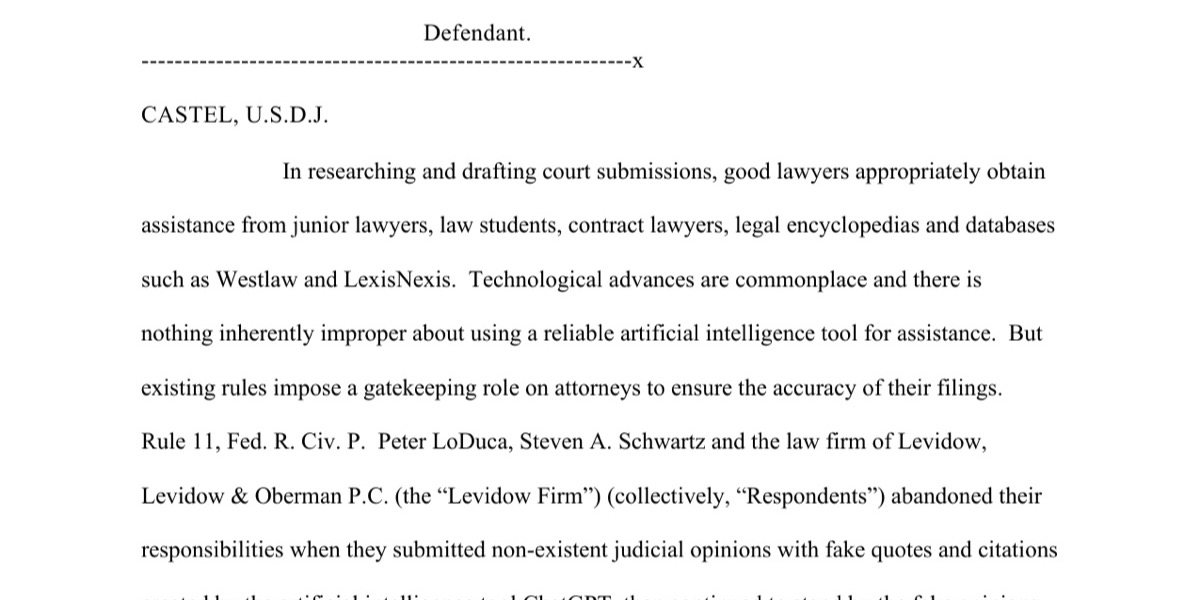 Defendant.
-----------------------------------------------------------x
CASTEL, U.S.D.J.
In researching and drafting court submissions, good lawyers appropriately obtain
assistance from junior lawyers, law students, contract lawyers, legal encyclopedias and databases
such as Westlaw and LexisNexis.  Technological advances are commonplace and there is
nothing inherently improper about using a reliable artificial intelligence tool for assistance.  But
existing rules impose a gatekeeping role on attorneys to ensure the accuracy of their filings.
Rule 11, Fed. R. Civ. P.  Peter LoDuca, Steven A. Schwartz and the law firm of Levidow,
Levidow & Oberman P.C. (the “Levidow Firm”) (collectively, “Respondents”) abandoned their
responsibilities when they submitted non-existent judicial opinions with fake quotes and citations